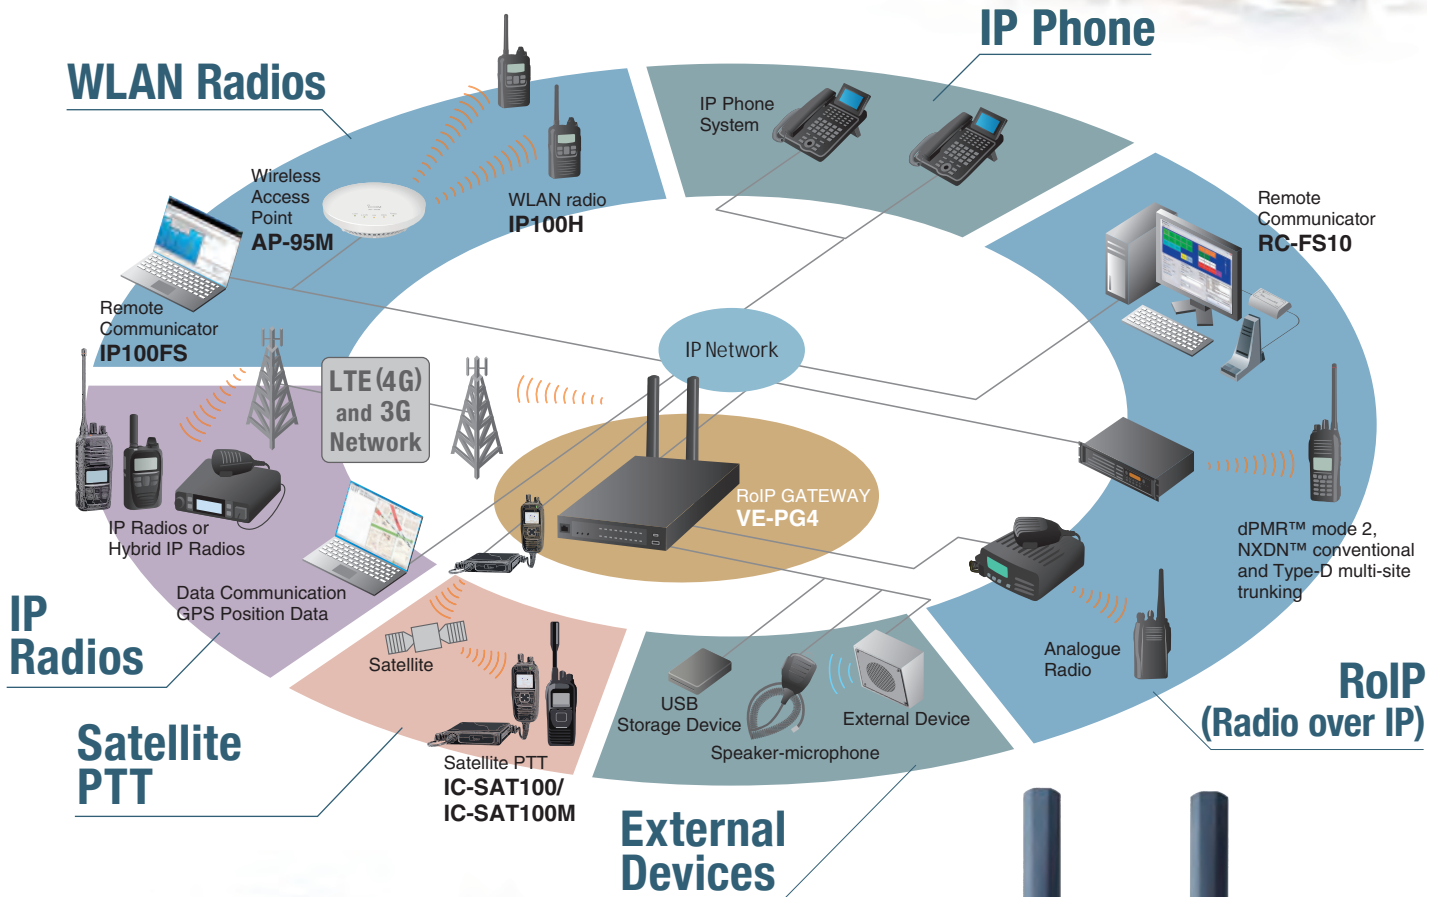 IP Phone
WLAN Radios
IP Phone
System
Wireless
Access
Point
AP-95M
WLAN radio
IP100H
Remote
Communicator
RC-FS10
Remote
Communicator
IP100FS
IP Network
LTE (4G)
and 3G
Network
RoIP GATEWAY
VE-PG4
IP Radios or
Hybrid IP Radios
dPMR™ mode 2,
NXDN™ conventional
and Type-D multi-site
trunking
Data Communication
GPS Position Data
IP
Radios
Satellite
Analogue
Radio
RoIP
(Radio over IP)
USB
Storage Device
External Device
Speaker-microphone
Satellite
PTT
Satellite PTT
IC-SAT100/
IC-SAT100M
External
Devices